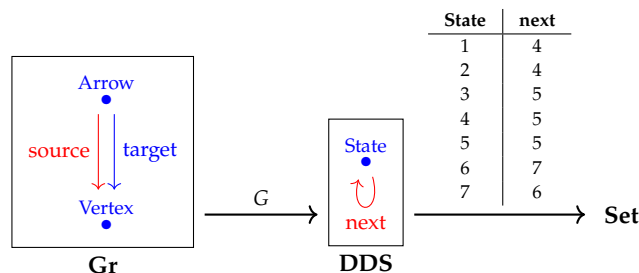 State next
1 4
2 4
3 5
4 5
5 5
6 7
7 6
Arrow
source target
Vertex
Gr
G
State
next
DDS
Set